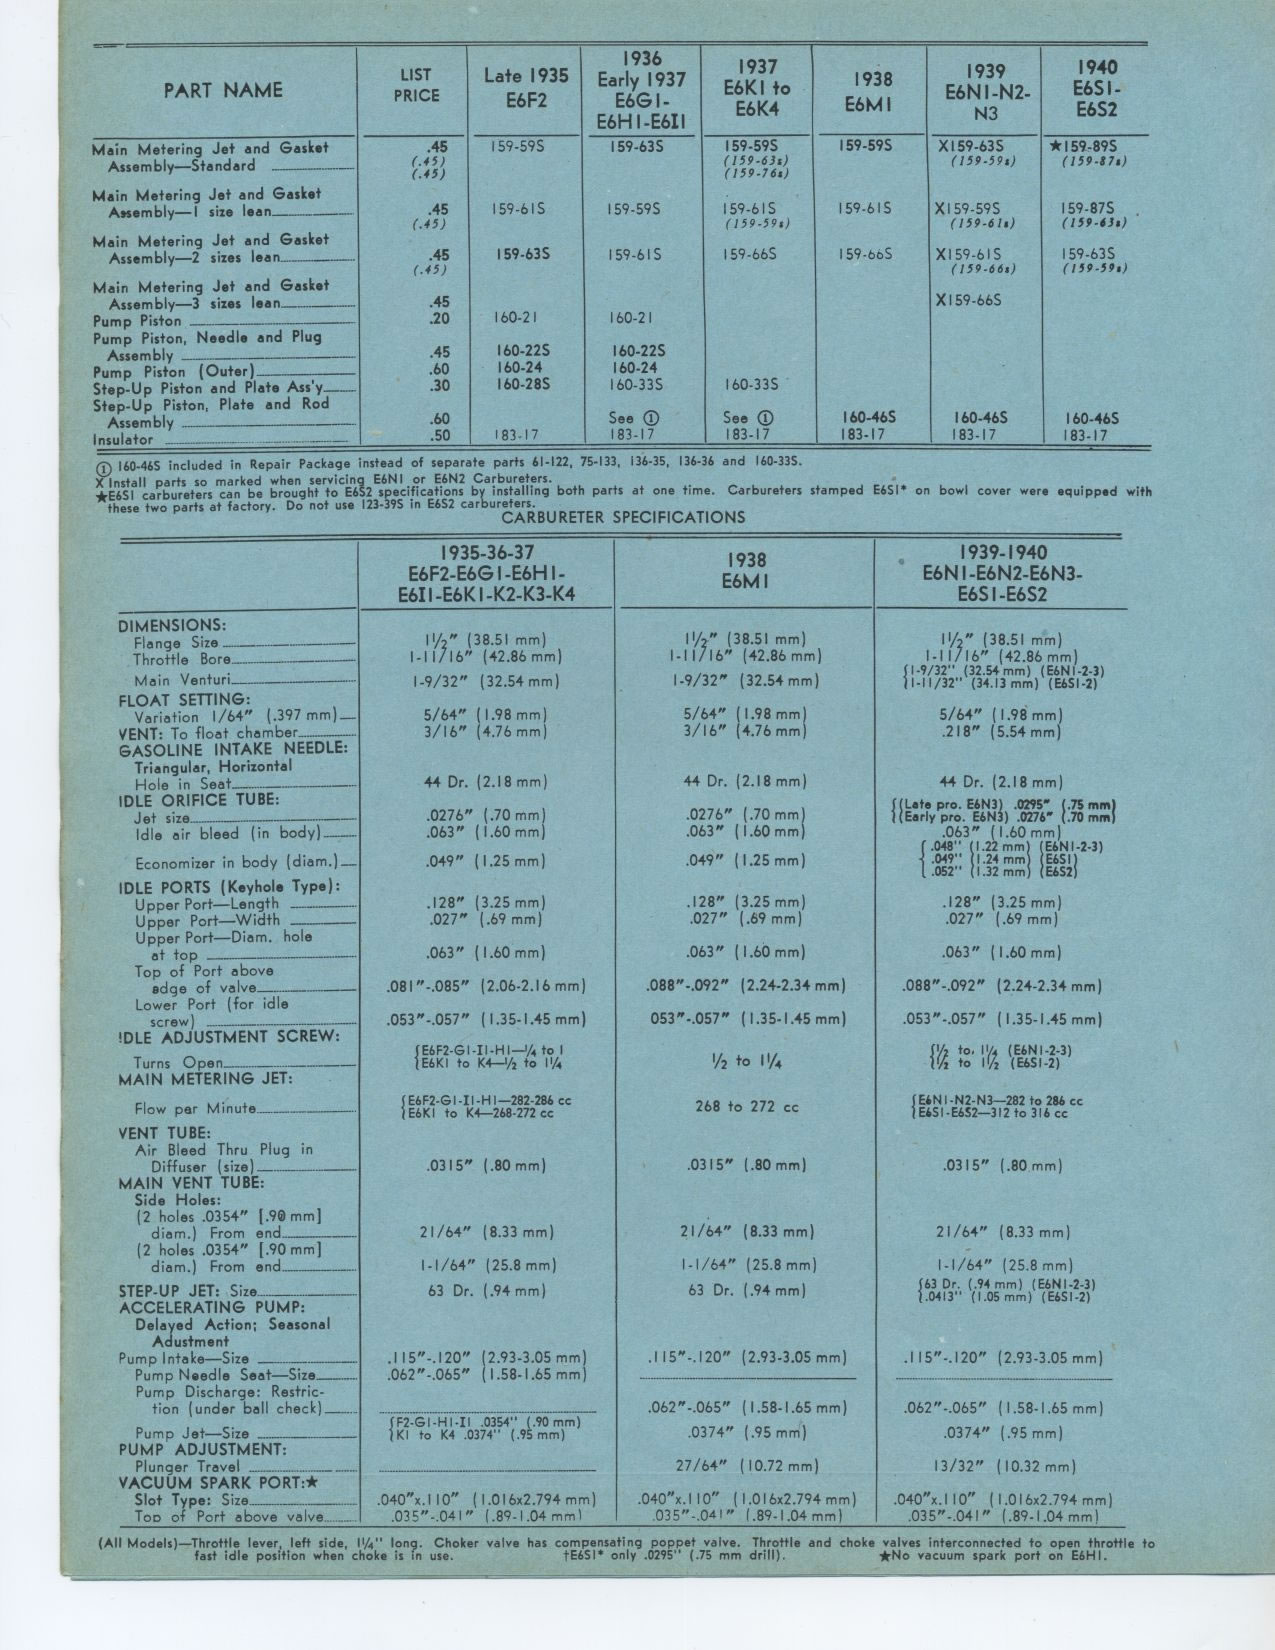 PART NAME LIST PRICE Late 1935 E6F2 1936 Early 1937 E6G1- E6H1-E6I1 1937 E6K1 to E6K4 1938 E6M1 1939 E6N1-N2- N3 1940 E6S1- E6S2
Main Metering Jet and Gasket .45 159-59S 159-63S 159-59S 159-59S X159-63S ★159-89S
Assembly—Standard (.45) (159-63s) (159-59s) (159-87s)
(.45) (159-76s)
Main Metering Jet and Gasket
Assembly—1 size lean .45 159-61S 159-59S 159-61S 159-61S X159-59S 159-87S
(.45) (159-59s) (159-61s) (159-63s)
Main Metering Jet and Gasket
Assembly—2 sizes lean .45 159-63S 159-61S 159-66S 159-66S X159-61S 159-63S
(.45) (159-66s) (159-59s)
Main Metering Jet and Gasket
Assembly—3 sizes lean .45 X159-66S
Pump Piston .20 160-21 160-21
Pump Piston, Needle and Plug
Assembly .45 160-22S 160-22S
Pump Piston (Outer) .60 160-24 160-24
Step-Up Piston and Plate Ass'y .30 160-28S 160-33S 160-33S
Step-Up Piston, Plate and Rod
Assembly .60 See ① See ① 160-46S 160-46S 160-46S
Insulator .50 183-17 183-17 183-17 183-17 183-17 183-17
① 160-46S included in Repair Package instead of separate parts 61-122, 75-133, 136-35, 136-36 and 160-33S.
X Install parts so marked when servicing E6N1 or E6N2 Carbureters.
★E6S1 carbureters can be brought to E6S2 specifications by installing both parts at one time. Carbureters stamped E6S1* on bowl cover were equipped with
these two parts at factory. Do not use 123-39S in E6S2 carbureters.
CARBURETER SPECIFICATIONS
1935-36-37 1938 1939-1940
E6F2-E6G1-E6H1- E6M1 E6N1-E6N2-E6N3-
E6I1-E6K1-K2-K3-K4 E6S1-E6S2
DIMENSIONS:
Flange Size 1½" (38.51 mm) 1½" (38.51 mm) 1½" (38.51 mm)
Throttle Bore 1-11/16" (42.86 mm) 1-11/16" (42.86 mm) 1-11/16" (42.86 mm)
Main Venturi 1-9/32" (32.54 mm) 1-9/32" (32.54 mm) {1-9/32" (32.54 mm) (E6N1-2-3)
{1-11/32" (34.13 mm) (E6S1-2)
FLOAT SETTING:
Variation 1/64" (.397 mm) 5/64" (1.98 mm) 5/64" (1.98 mm) 5/64" (1.98 mm)
VENT: To float chamber 3/16" (4.76 mm) 3/16" (4.76 mm) .218" (5.54 mm)
GASOLINE INTAKE NEEDLE:
Triangular, Horizontal
Hole in Seat 44 Dr. (2.18 mm) 44 Dr. (2.18 mm) 44 Dr. (2.18 mm)
IDLE ORIFICE TUBE: {(Late pro. E6N3) .0295" (.75 mm)
Jet size .0276" (.70 mm) .0276" (.70 mm) {(Early pro. E6N3) .0276" (.70 mm)
Idle air bleed (in body) .063" (1.60 mm) .063" (1.60 mm) .063" (1.60 mm)
{ .048" (1.22 mm) (E6N1-2-3)
Economizer in body (diam.) .049" (1.25 mm) .049" (1.25 mm) .049" (1.24 mm) (E6S1)
.052" (1.32 mm) (E6S2)
IDLE PORTS (Keyhole Type):
Upper Port—Length .128" (3.25 mm) .128" (3.25 mm) .128" (3.25 mm)
Upper Port—Width .027" (.69 mm) .027" (.69 mm) .027" (.69 mm)
Upper Port—Diam. hole
at top .063" (1.60 mm) .063" (1.60 mm) .063" (1.60 mm)
Top of Port above
edge of valve .081"-.085" (2.06-2.16 mm) .088"-.092" (2.24-2.34 mm) .088"-.092" (2.24-2.34 mm)
Lower Port (for idle
screw) .053"-.057" (1.35-1.45 mm) 053"-.057" (1.35-1.45 mm) .053"-.057" (1.35-1.45 mm)
IDLE ADJUSTMENT SCREW:
{E6F2-G1-I1-H1—¼ to 1 {½ to 1¼ (E6N1-2-3)
Turns Open {E6K1 to K4—½ to 1¼ ½ to 1¼ {½ to 1½ (E6S1-2)
MAIN METERING JET:
{E6F2-G1-I1-H1—282-286 cc {E6N1-N2-N3—282 to 286 cc
Flow per Minute {E6K1 to K4—268-272 cc 268 to 272 cc {E6S1-E6S2—312 to 316 cc
VENT TUBE:
Air Bleed Thru Plug in
Diffuser (size) .0315" (.80 mm) .0315" (.80 mm) .0315" (.80 mm)
MAIN VENT TUBE:
Side Holes:
(2 holes .0354" [.90 mm]
diam.) From end 21/64" (8.33 mm) 21/64" (8.33 mm) 21/64" (8.33 mm)
(2 holes .0354" [.90 mm]
diam.) From end 1-1/64" (25.8 mm) 1-1/64" (25.8 mm) 1-1/64" (25.8 mm)
STEP-UP JET: Size 63 Dr. (.94 mm) 63 Dr. (.94 mm) {63 Dr. (.94 mm) (E6N1-2-3)
{.0413" (1.05 mm) (E6S1-2)
ACCELERATING PUMP:
Delayed Action; Seasonal
Adustment
Pump Intake—Size .115"-.120" (2.93-3.05 mm) .115"-.120" (2.93-3.05 mm) .115"-.120" (2.93-3.05 mm)
Pump Needle Seat—Size .062"-.065" (1.58-1.65 mm)
Pump Discharge: Restric-
tion (under ball check) .062"-.065" (1.58-1.65 mm) .062"-.065" (1.58-1.65 mm)
{F2-G1-H1-I1 .0354" (.90 mm)
Pump Jet—Size {K1 to K4 .0374" (.95 mm) .0374" (.95 mm) .0374" (.95 mm)
PUMP ADJUSTMENT:
Plunger Travel 27/64" (10.72 mm) 13/32" (10.32 mm)
VACUUM SPARK PORT:★
Slot Type: Size .040"x.110" (1.016x2.794 mm) .040"x.110" (1.016x2.794 mm) .040"x.110" (1.016x2.794 mm)
Top of Port above valve .035"-.041" (.89-1.04 mm) .035"-.041" (.89-1.04 mm) .035"-.041" (.89-1.04 mm)
(All Models)—Throttle lever, left side, 1¼" long. Choker valve has compensating poppet valve. Throttle and choke valves interconnected to open throttle to
fast idle position when choke is in use. †E6S1* only .0295" (.75 mm drill). ★No vacuum spark port on E6H1.